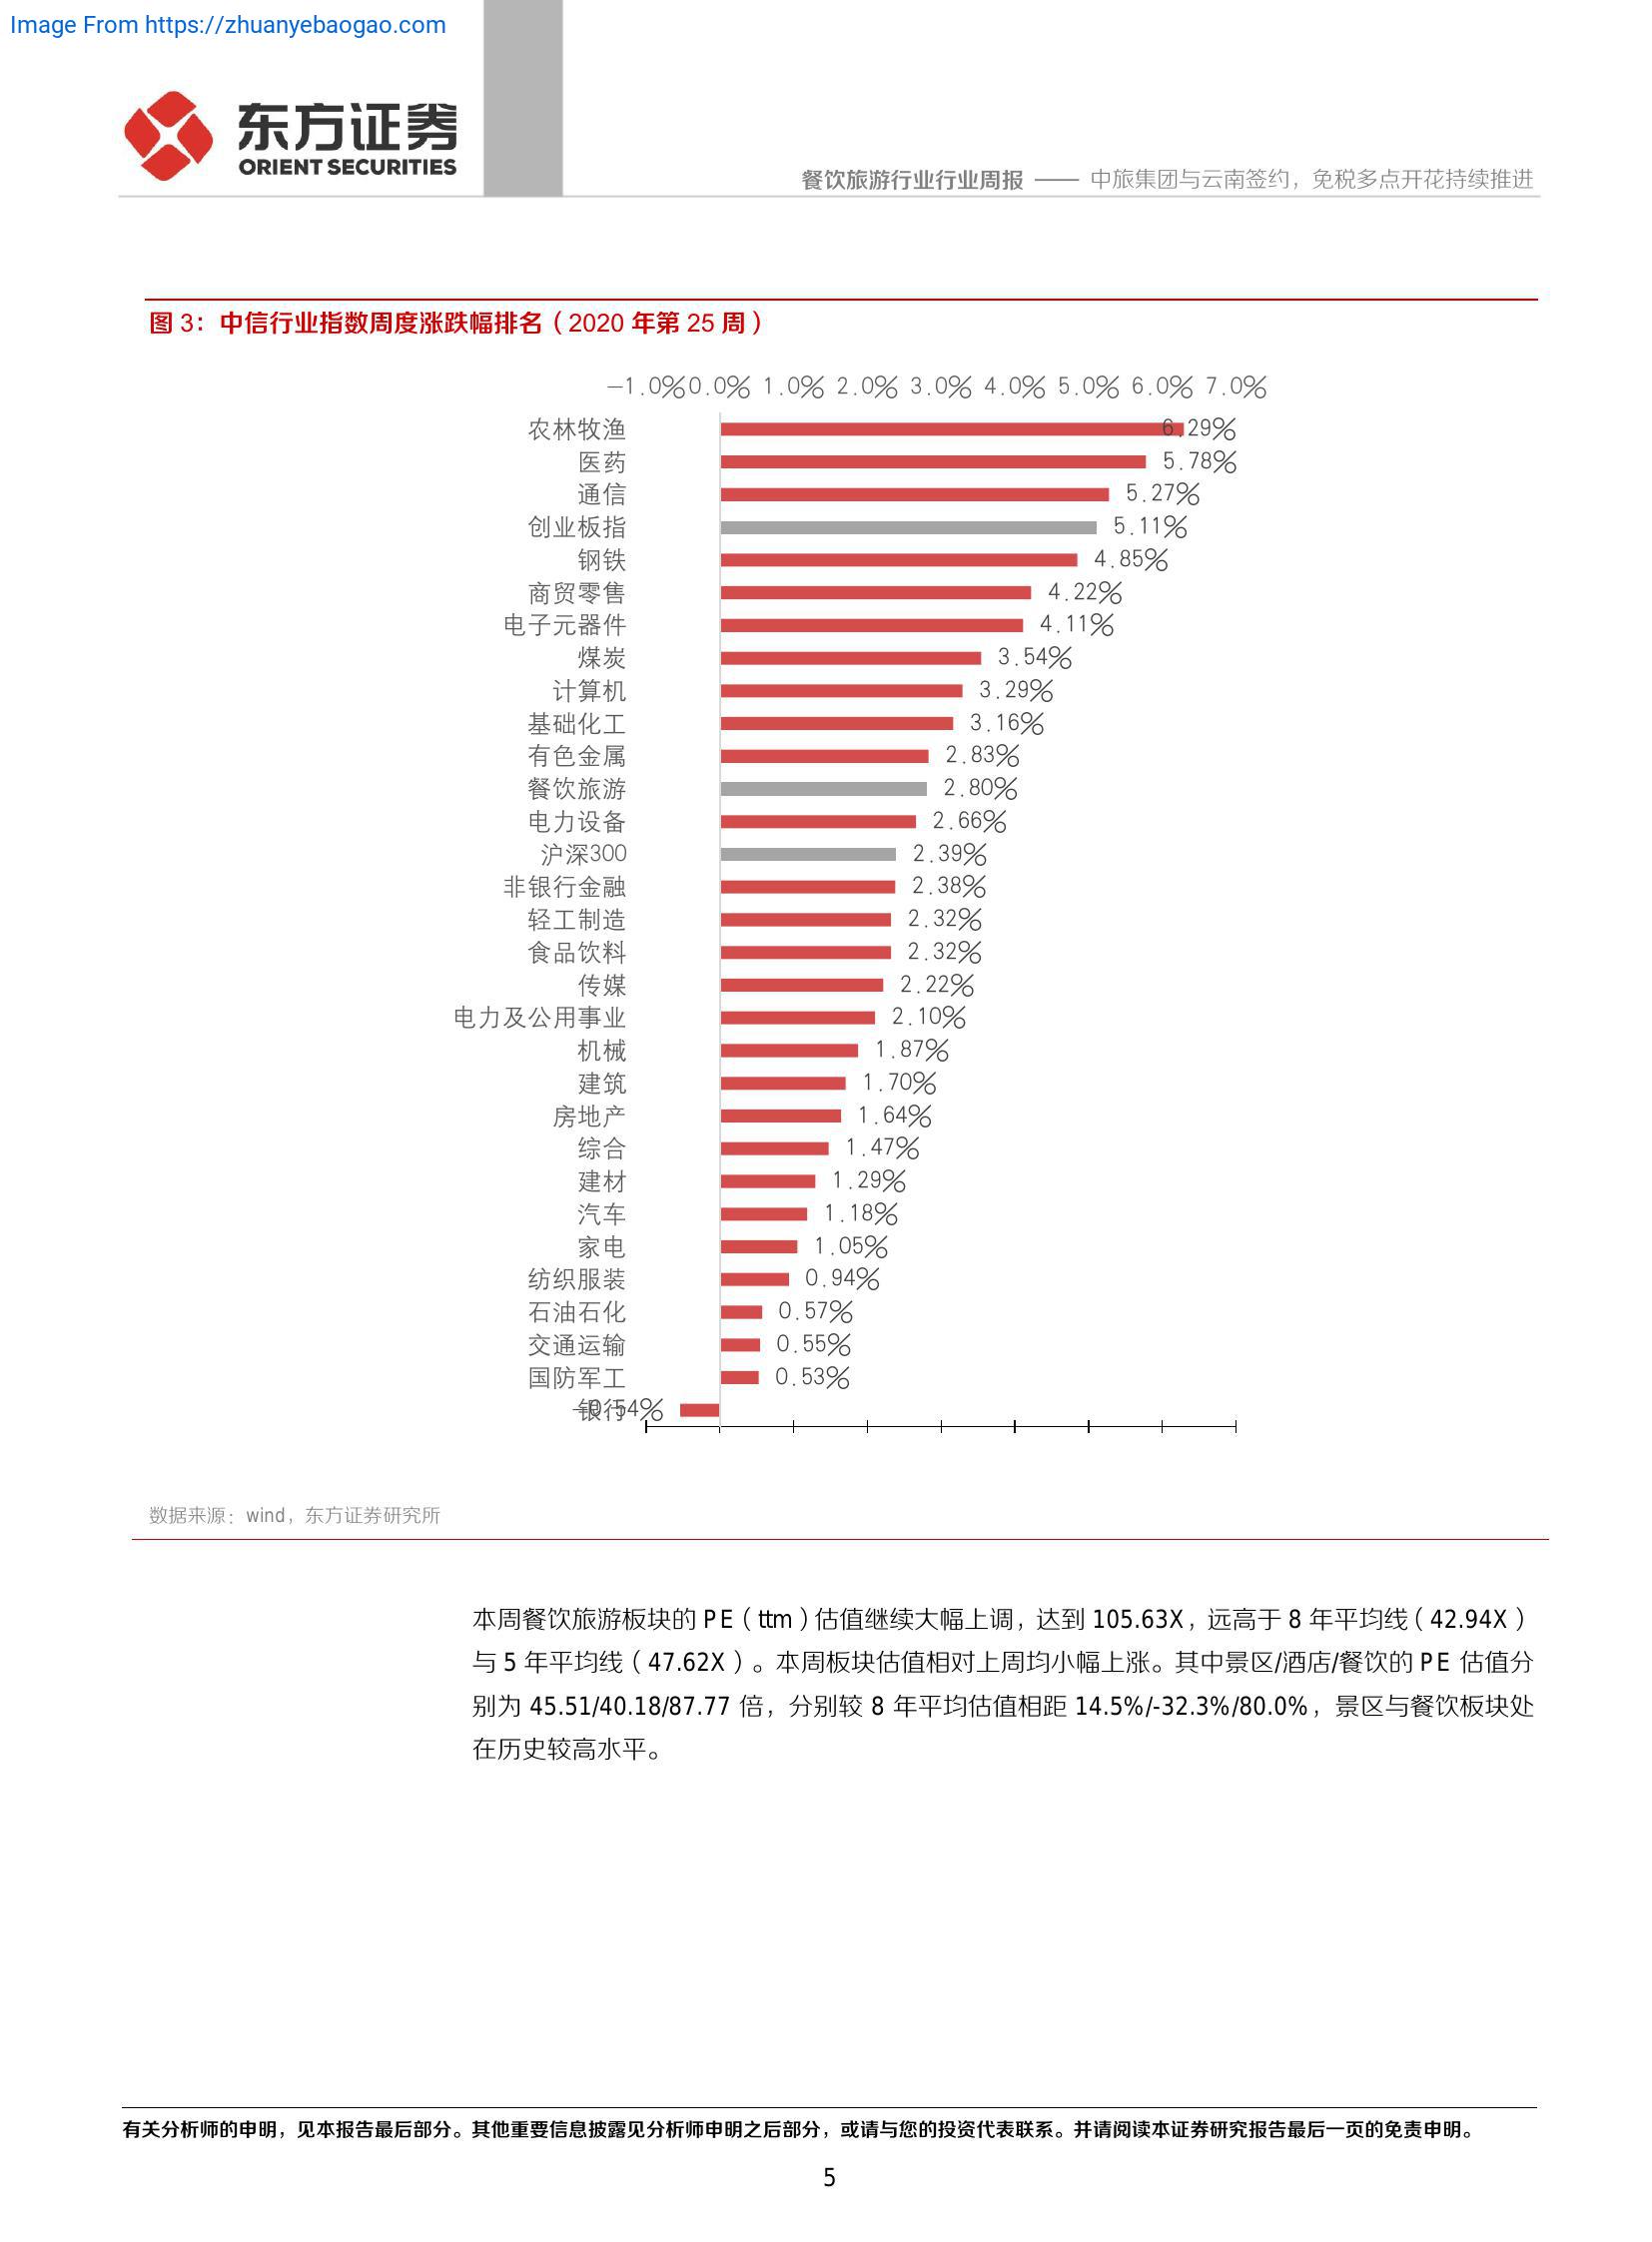 Image From https://zhuanyebaogao.com
东方证券
ORIENT SECURITIES
餐饮旅游行业行业周报 —— 中旅集团与云南签约，免税多点开花持续推进
图 3：中信行业指数周度涨跌幅排名（2020 年第 25 周）
-1.0% 0.0% 1.0% 2.0% 3.0% 4.0% 5.0% 6.0% 7.0%
农林牧渔 6.29%
医药 5.78%
通信 5.27%
创业板指 5.11%
钢铁 4.85%
商贸零售 4.22%
电子元器件 4.11%
煤炭 3.54%
计算机 3.29%
基础化工 3.16%
有色金属 2.83%
餐饮旅游 2.80%
电力设备 2.66%
沪深300 2.39%
非银行金融 2.38%
轻工制造 2.32%
食品饮料 2.32%
传媒 2.22%
电力及公用事业 2.10%
机械 1.87%
建筑 1.70%
房地产 1.64%
综合 1.47%
建材 1.29%
汽车 1.18%
家电 1.05%
纺织服装 0.94%
石油石化 0.57%
交通运输 0.55%
国防军工 0.53%
银行 -0.54%
数据来源：wind，东方证券研究所
本周餐饮旅游板块的 PE（ttm）估值继续大幅上调，达到 105.63X，远高于 8 年平均线（42.94X）
与 5 年平均线（47.62X）。本周板块估值相对上周均小幅上涨。其中景区/酒店/餐饮的 PE 估值分
别为 45.51/40.18/87.77 倍，分别较 8 年平均估值相距 14.5%/-32.3%/80.0%，景区与餐饮板块处
在历史较高水平。
有关分析师的申明，见本报告最后部分。其他重要信息披露见分析师申明之后部分，或请与您的投资代表联系。并请阅读本证券研究报告最后一页的免责申明。
5